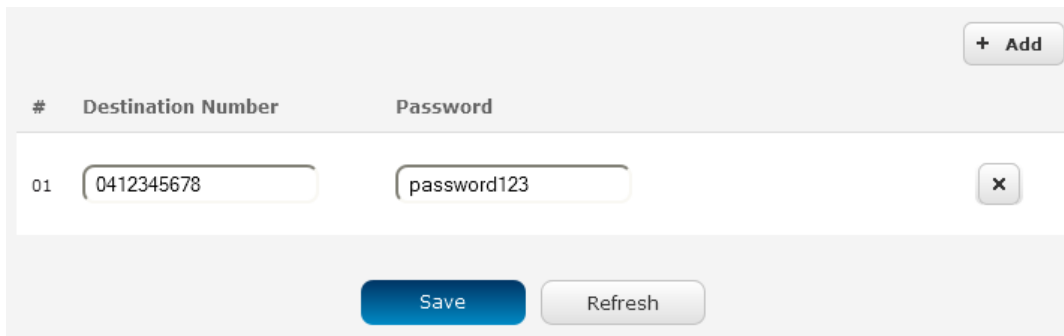 + Add
# Destination Number Password
01 0412345678 password123 ×
Save Refresh